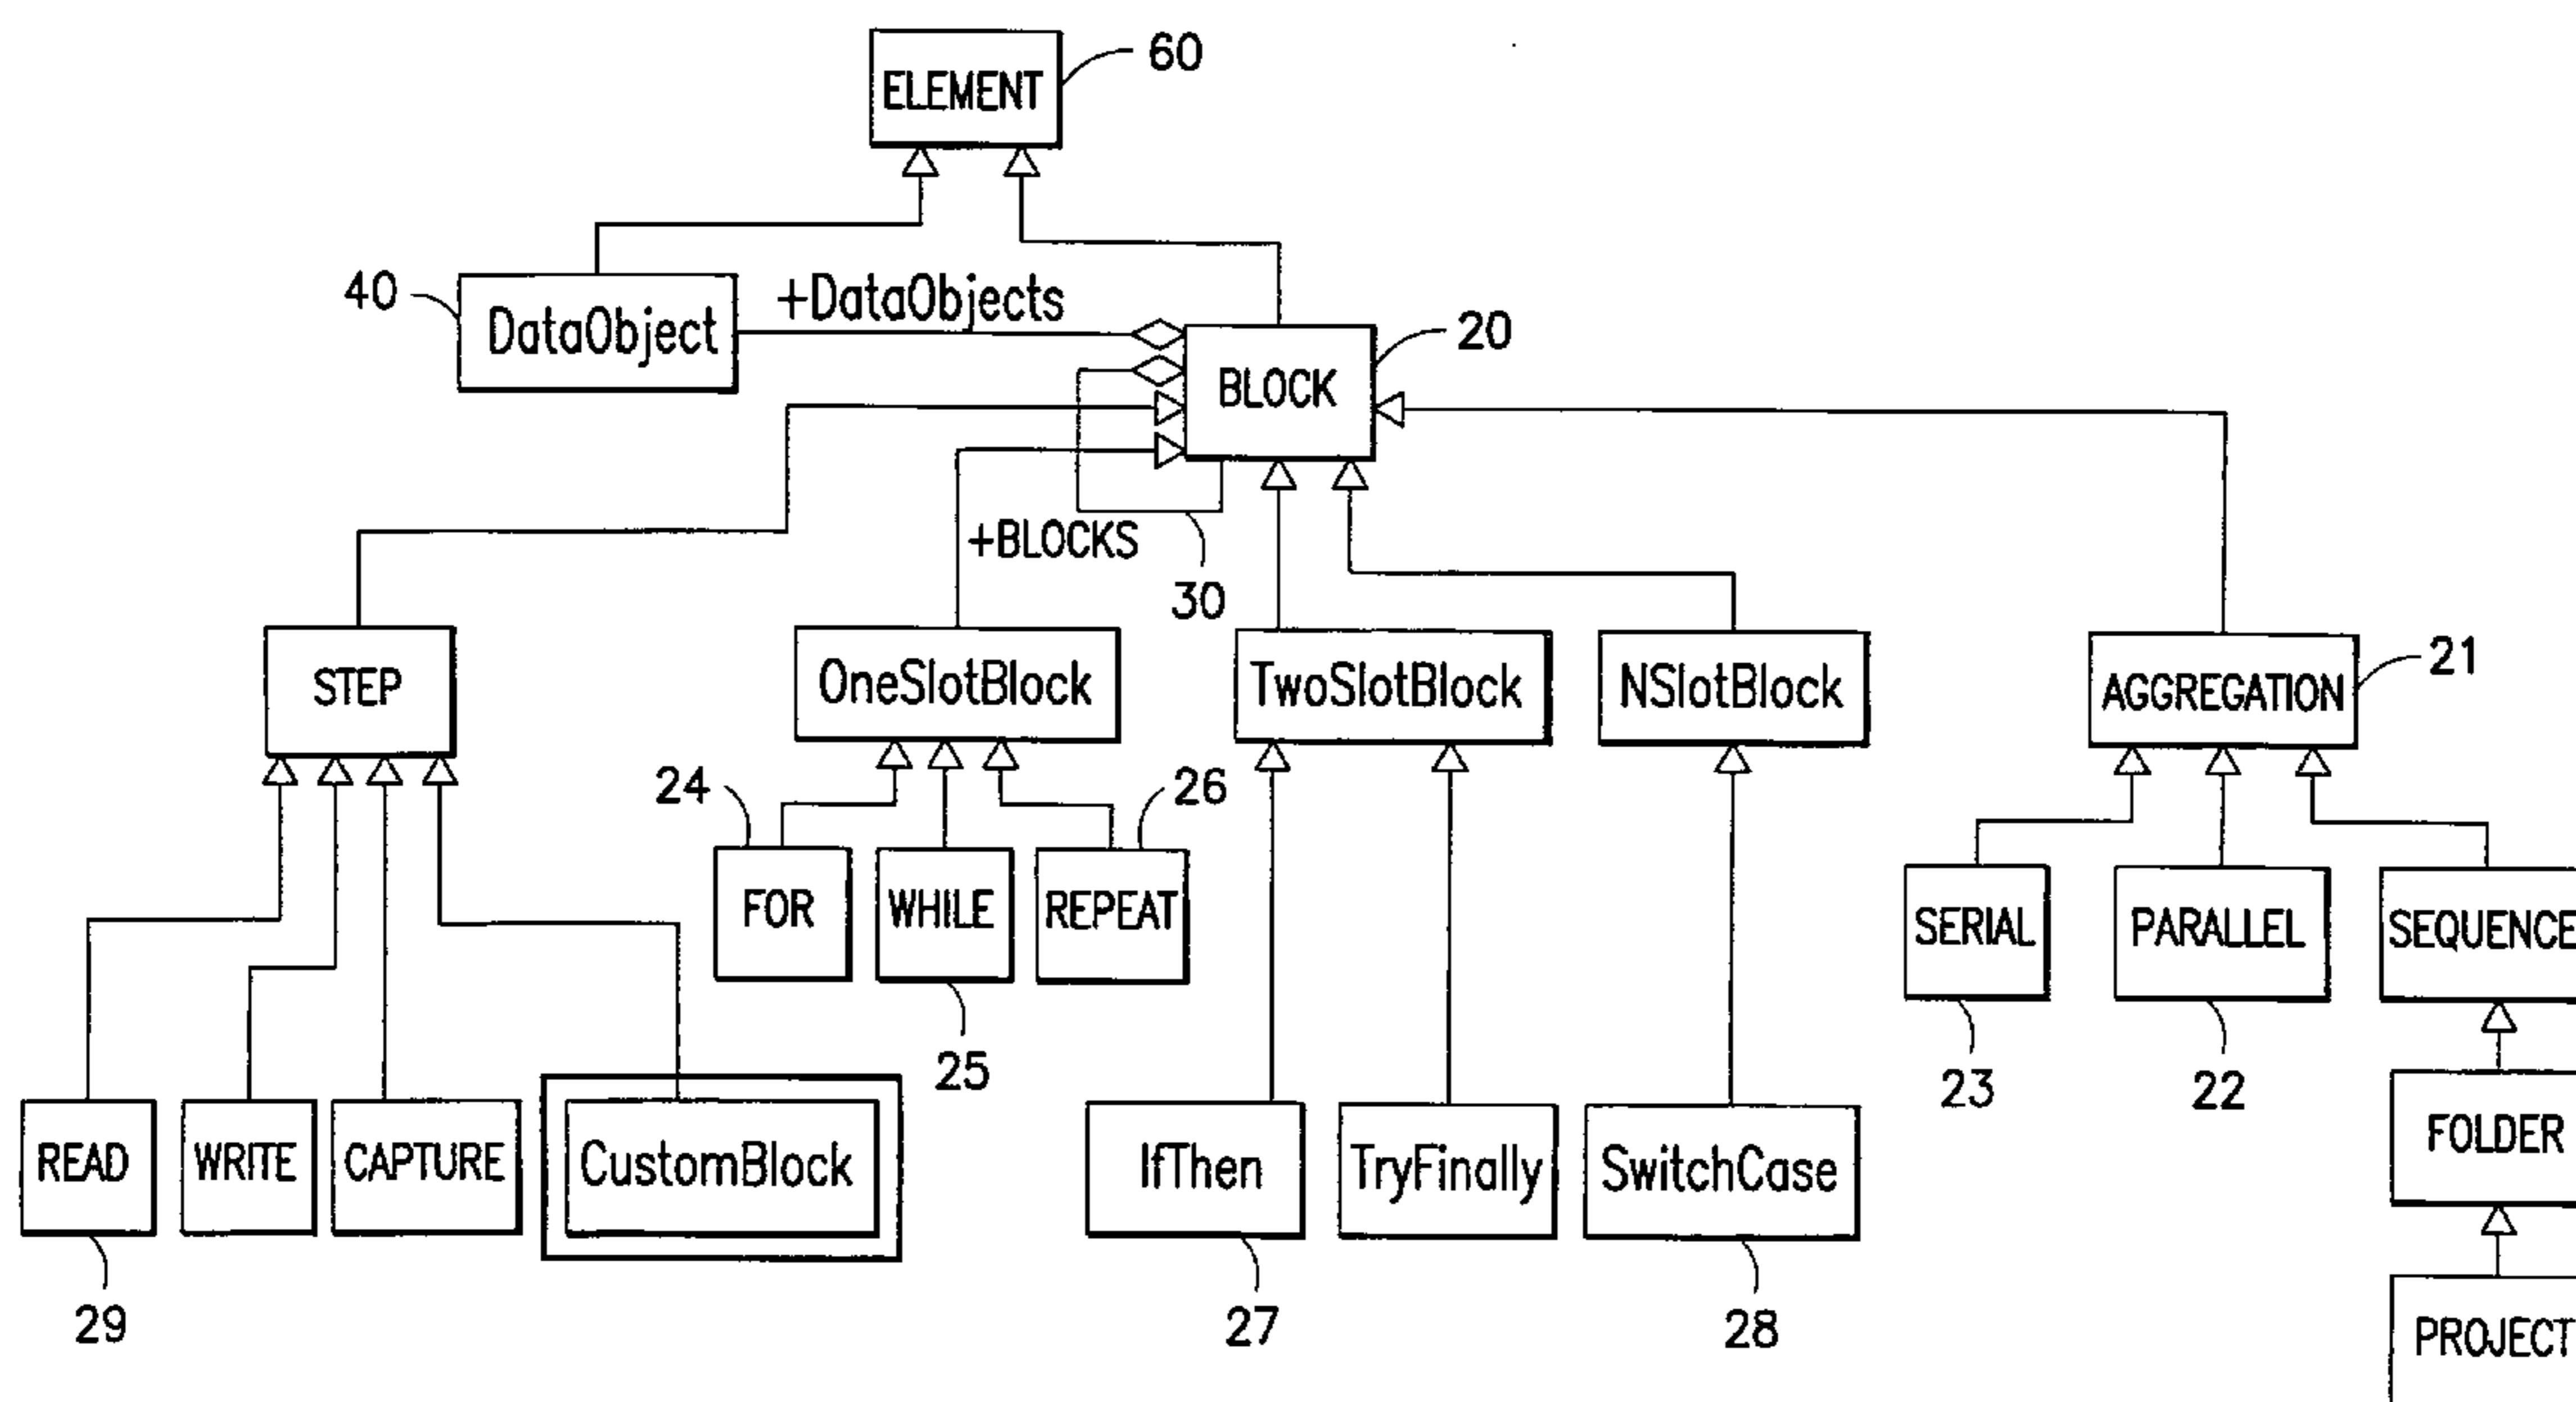 ELEMENT
60
40
DataObject
+DataObjects
BLOCK
20
+BLOCKS
30
STEP
OneSlotBlock
TwoSlotBlock
NSlotBlock
AGGREGATION
21
24
26
FOR
WHILE
REPEAT
25
SERIAL
PARALLEL
SEQUENCE
23
22
READ
WRITE
CAPTURE
CustomBlock
IfThen
TryFinally
SwitchCase
FOLDER
29
27
28
PROJECT